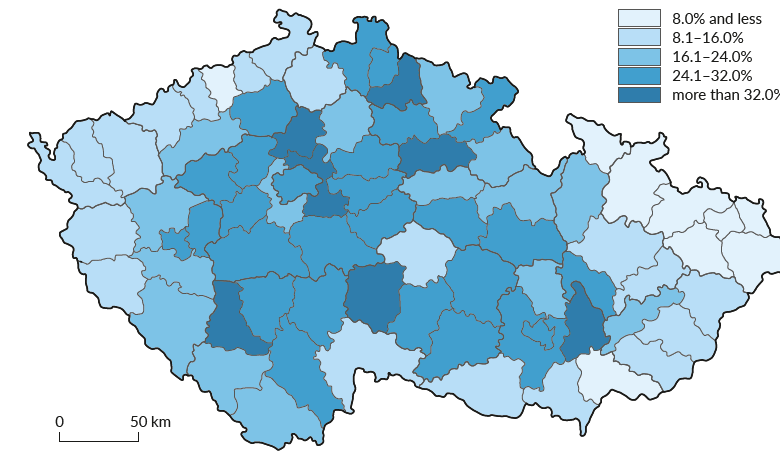 8.0% and less
8.1–16.0%
16.1–24.0%
24.1–32.0%
more than 32.0%
0 50 km